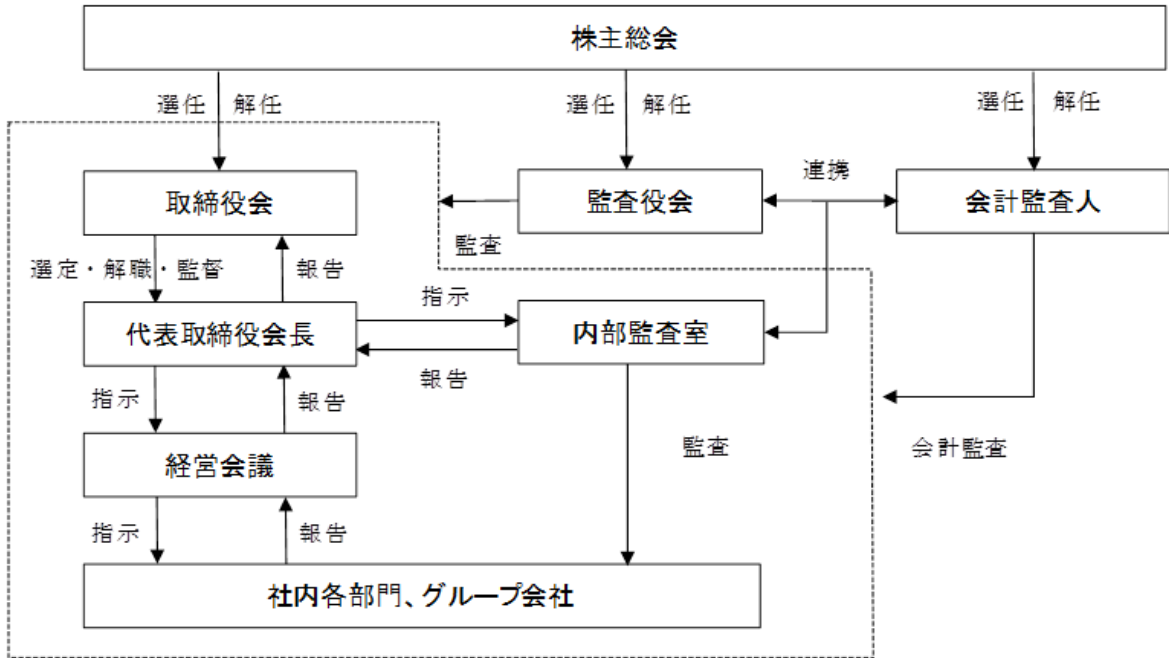 株主総会
選任 解任
選任 解任
選任 解任
取締役会
監査役会
連携
会計監査人
監査
選定・解職・監督
報告
代表取締役会長
指示
報告
内部監査室
指示
報告
経営会議
監査
会計監査
指示
報告
社内各部門、グループ会社